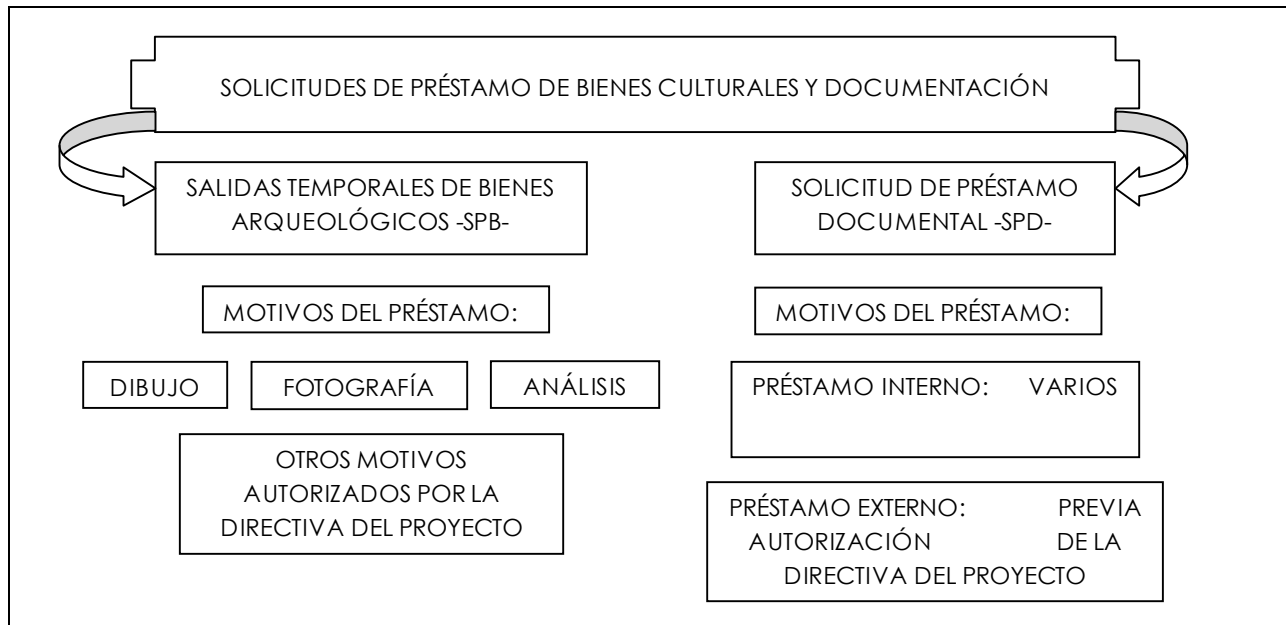 SOLICITUDES DE PRÉSTAMO DE BIENES CULTURALES Y DOCUMENTACIÓN
SALIDAS TEMPORALES DE BIENES
ARQUEOLÓGICOS -SPB-
MOTIVOS DEL PRÉSTAMO:
DIBUJO
FOTOGRAFÍA
ANÁLISIS
OTROS MOTIVOS
AUTORIZADOS POR LA
DIRECTIVA DEL PROYECTO
SOLICITUD DE PRÉSTAMO
DOCUMENTAL -SPD-
MOTIVOS DEL PRÉSTAMO:
PRÉSTAMO INTERNO: VARIOS
PRÉSTAMO EXTERNO: PREVIA
AUTORIZACIÓN DE LA
DIRECTIVA DEL PROYECTO